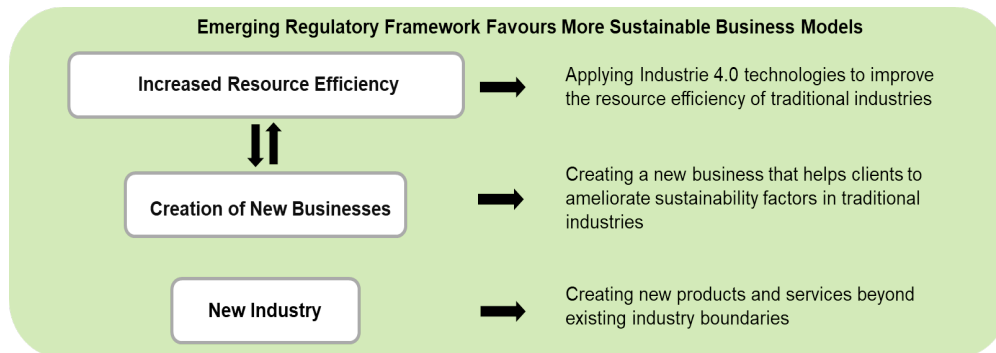 Emerging Regulatory Framework Favours More Sustainable Business Models
Increased Resource Efficiency
Applying Industrie 4.0 technologies to improve
the resource efficiency of traditional industries
Creation of New Businesses
Creating a new business that helps clients to
ameliorate sustainability factors in traditional
industries
New Industry
Creating new products and services beyond
existing industry boundaries